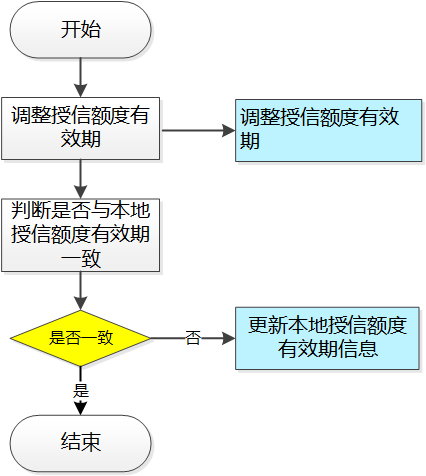 开始
调整授信额度有
效期
调整授信额度有效
期
判断是否与本地
授信额度有效期
一致
是否一致
否
更新本地授信额度
有效期信息
是
结束